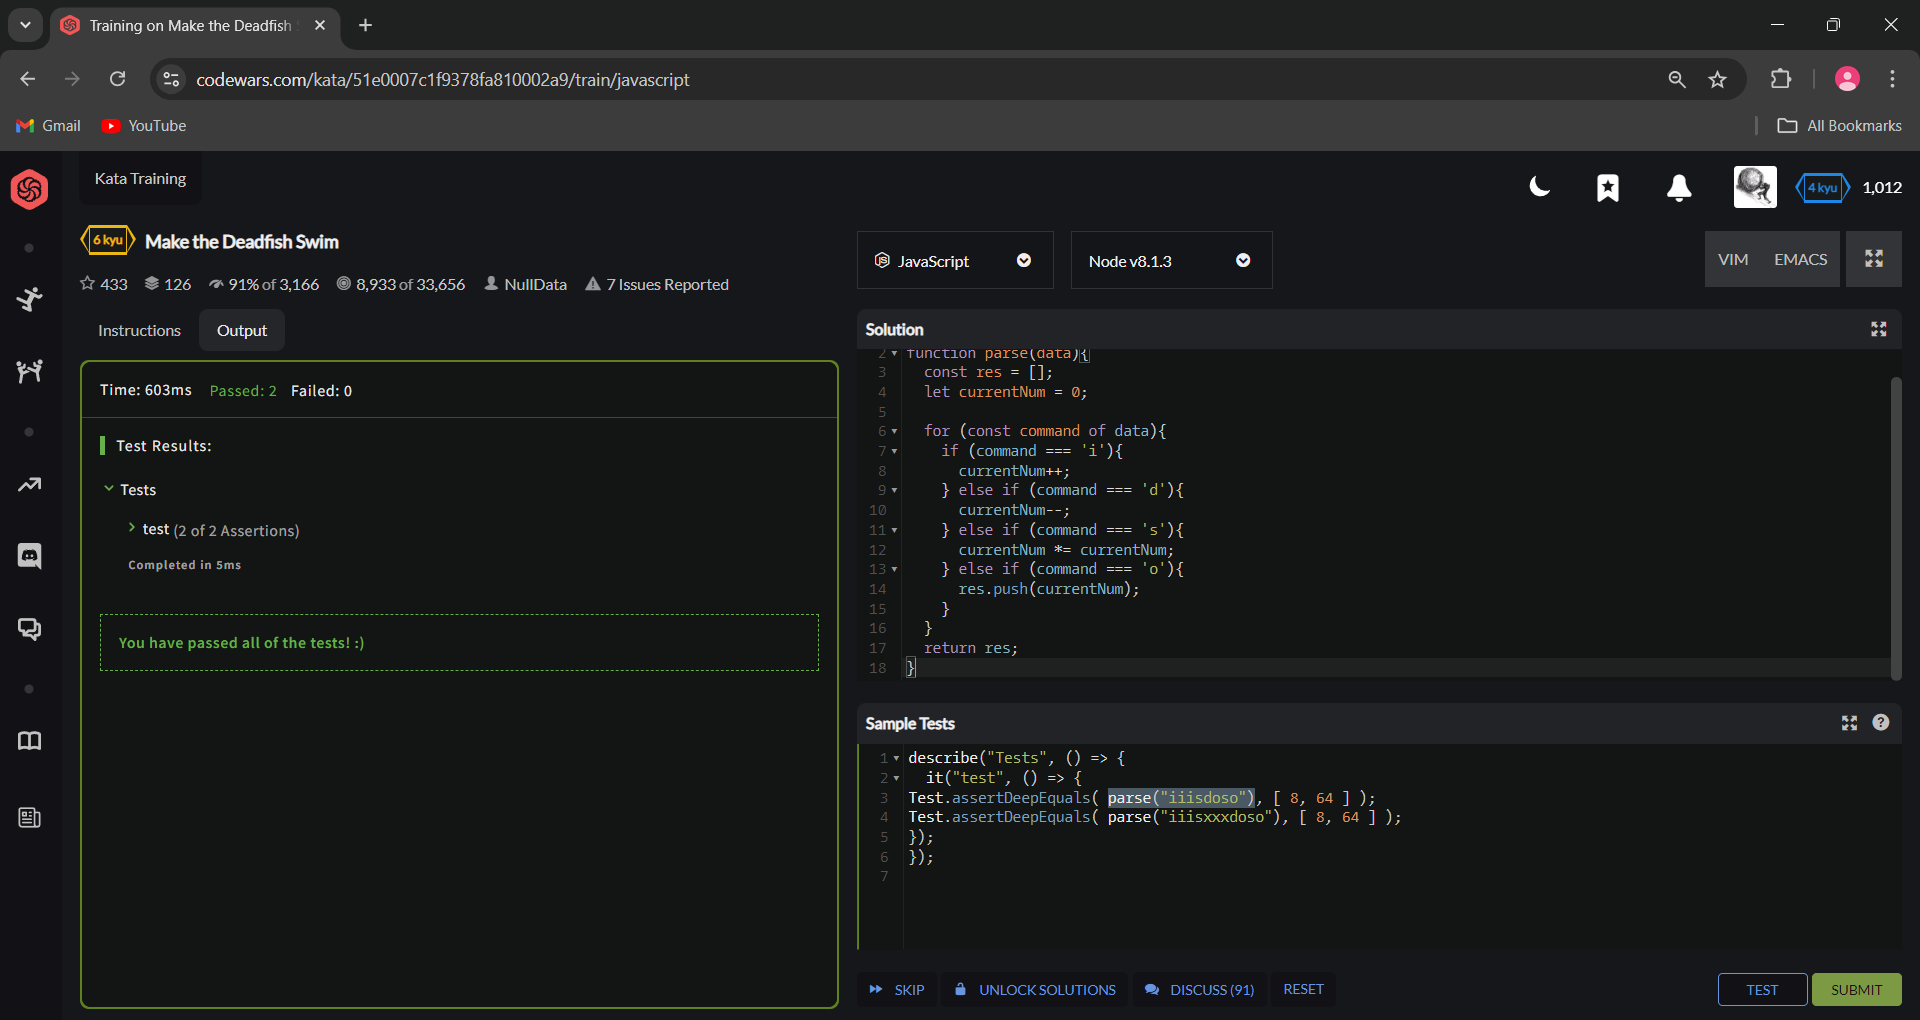 Training on Make the Deadfish
codewars.com/kata/51e0007c1f9378fa810002a9/train/javascript
Gmail YouTube All Bookmarks
Kata Training
4 kyu 1,012
6 kyu Make the Deadfish Swim
433 126 91% of 3,166 8,933 of 33,656 NullData 7 Issues Reported
JavaScript Node v8.1.3 VIM EMACS
Instructions Output
Time: 603ms Passed: 2 Failed: 0
Test Results:
Tests
test (2 of 2 Assertions)
Completed in 5ms
You have passed all of the tests! :)
Solution
2 function parse(data){
3 const res = [];
4 let currentNum = 0;
5
6 for (const command of data){
7 if (command === 'i'){
8 currentNum++;
9 } else if (command === 'd'){
10 currentNum--;
11 } else if (command === 's'){
12 currentNum *= currentNum;
13 } else if (command === 'o'){
14 res.push(currentNum);
15 }
16 }
17 return res;
18 }
Sample Tests
1 describe("Tests", () => {
2 it("test", () => {
3 Test.assertDeepEquals( parse("iiisdoso"), [ 8, 64 ] );
4 Test.assertDeepEquals( parse("iiisxxxdoso"), [ 8, 64 ] );
5 });
6 });
7
SKIP UNLOCK SOLUTIONS DISCUSS (91) RESET TEST SUBMIT